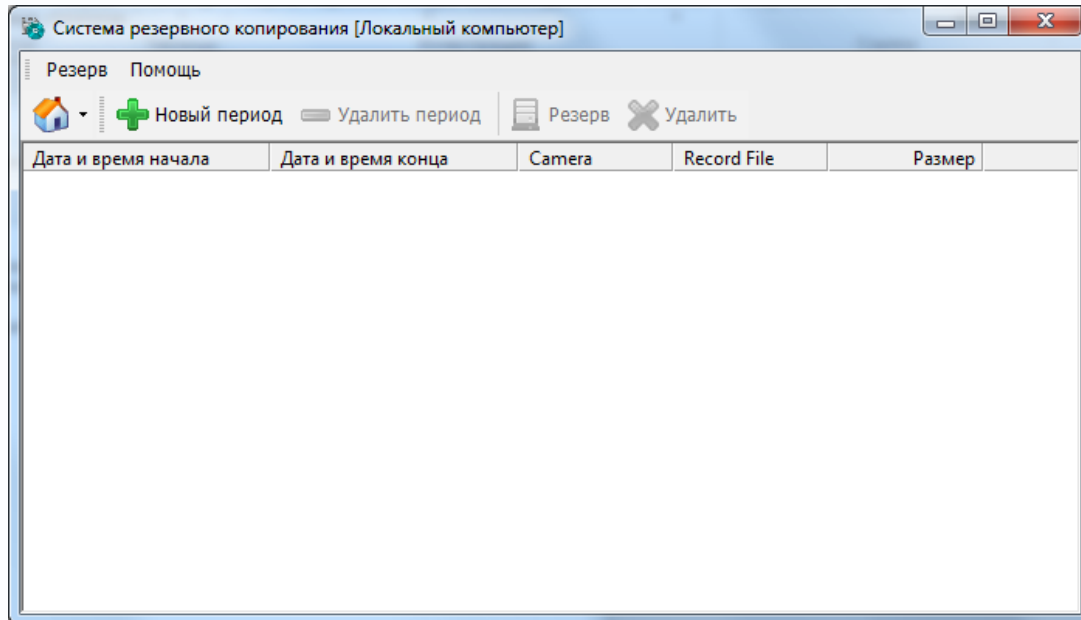 Система резервного копирования [Локальный компьютер]
Резерв Помощь
Новый период Удалить период Резерв Удалить
Дата и время начала Дата и время конца Camera Record File Размер